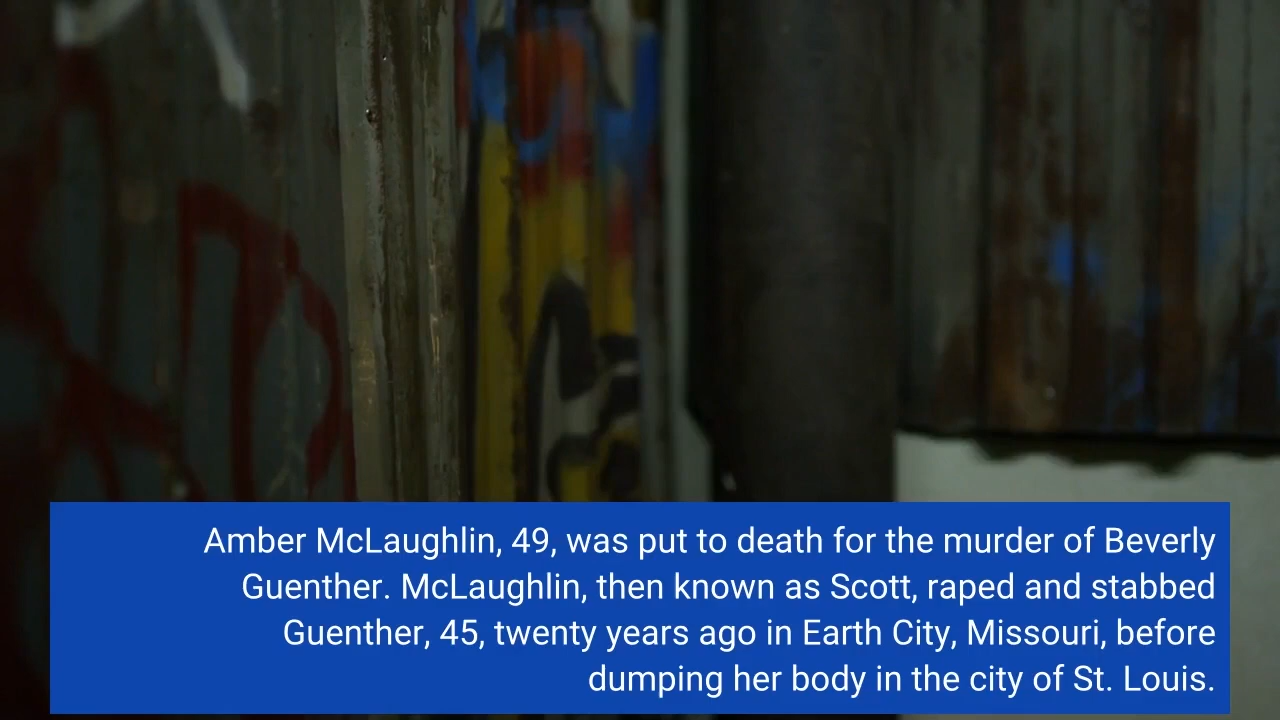 Amber McLaughlin, 49, was put to death for the murder of Beverly
Guenther. McLaughlin, then known as Scott, raped and stabbed
Guenther, 45, twenty years ago in Earth City, Missouri, before
dumping her body in the city of St. Louis.